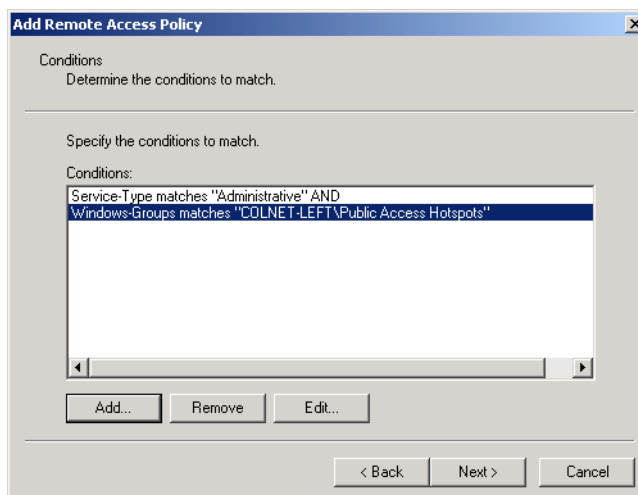 Add Remote Access Policy
Conditions
Determine the conditions to match.
Specify the conditions to match.
Conditions:
Service-Type matches "Administrative" AND
Windows-Groups matches "COLNET-LEFT\Public Access Hotspots"
Add...
Remove
Edit...
< Back
Next >
Cancel